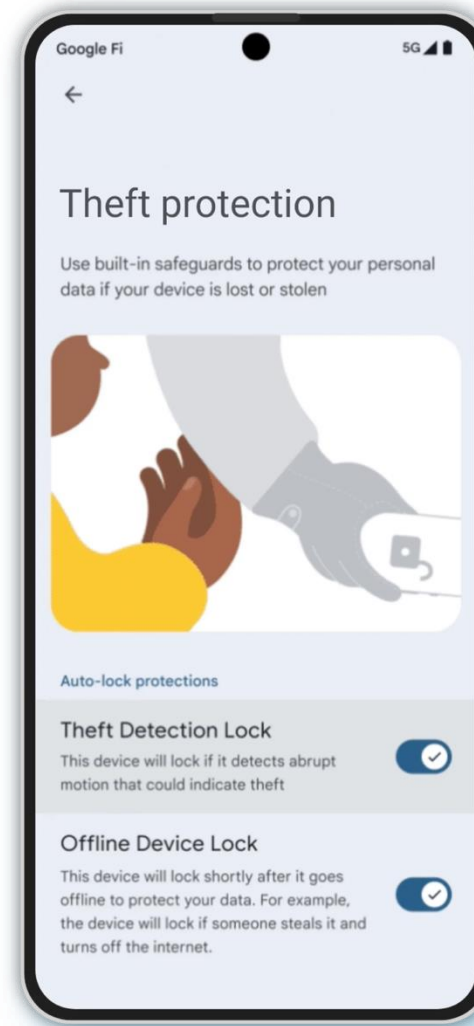 Google Fi
5G
Theft protection
Use built-in safeguards to protect your personal
data if your device is lost or stolen
Auto-lock protections
Theft Detection Lock
This device will lock if it detects abrupt
motion that could indicate theft
Offline Device Lock
This device will lock shortly after it goes
offline to protect your data. For example,
the device will lock if someone steals it and
turns off the internet.